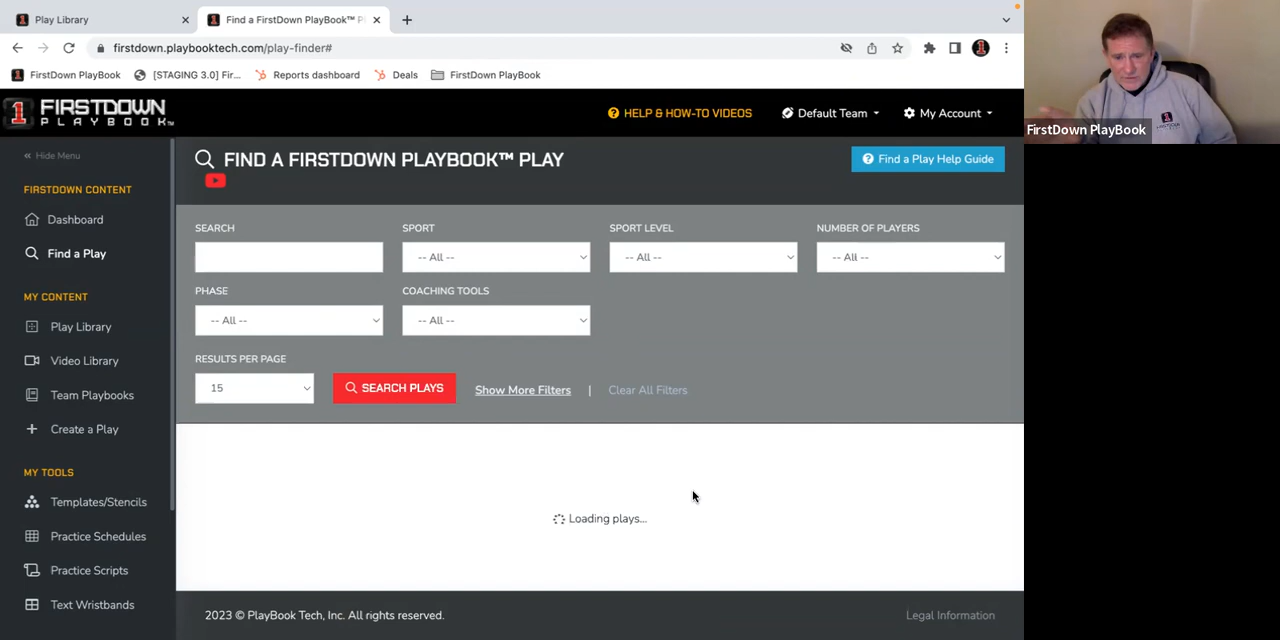 Play Library
Find a FirstDown PlayBook™ P
firstdown.playbooktech.com/play-finder#
FirstDown PlayBook
[STAGING 3.0] Fir...
Reports dashboard
Deals
FirstDown PlayBook
1 FIRSTDOWN
PLAYBOOK™
HELP & HOW-TO VIDEOS
Default Team
My Account
FirstDown PlayBook
Hide Menu
FIRSTDOWN CONTENT
Dashboard
Find a Play
MY CONTENT
Play Library
Video Library
Team Playbooks
Create a Play
MY TOOLS
Templates/Stencils
Practice Schedules
Practice Scripts
Text Wristbands
FIND A FIRSTDOWN PLAYBOOK™ PLAY
Find a Play Help Guide
SEARCH
SPORT
SPORT LEVEL
NUMBER OF PLAYERS
-- All --
-- All --
-- All --
PHASE
COACHING TOOLS
-- All --
-- All --
RESULTS PER PAGE
15
SEARCH PLAYS
Show More Filters
|
Clear All Filters
Loading plays...
2023 © PlayBook Tech, Inc. All rights reserved.
Legal Information